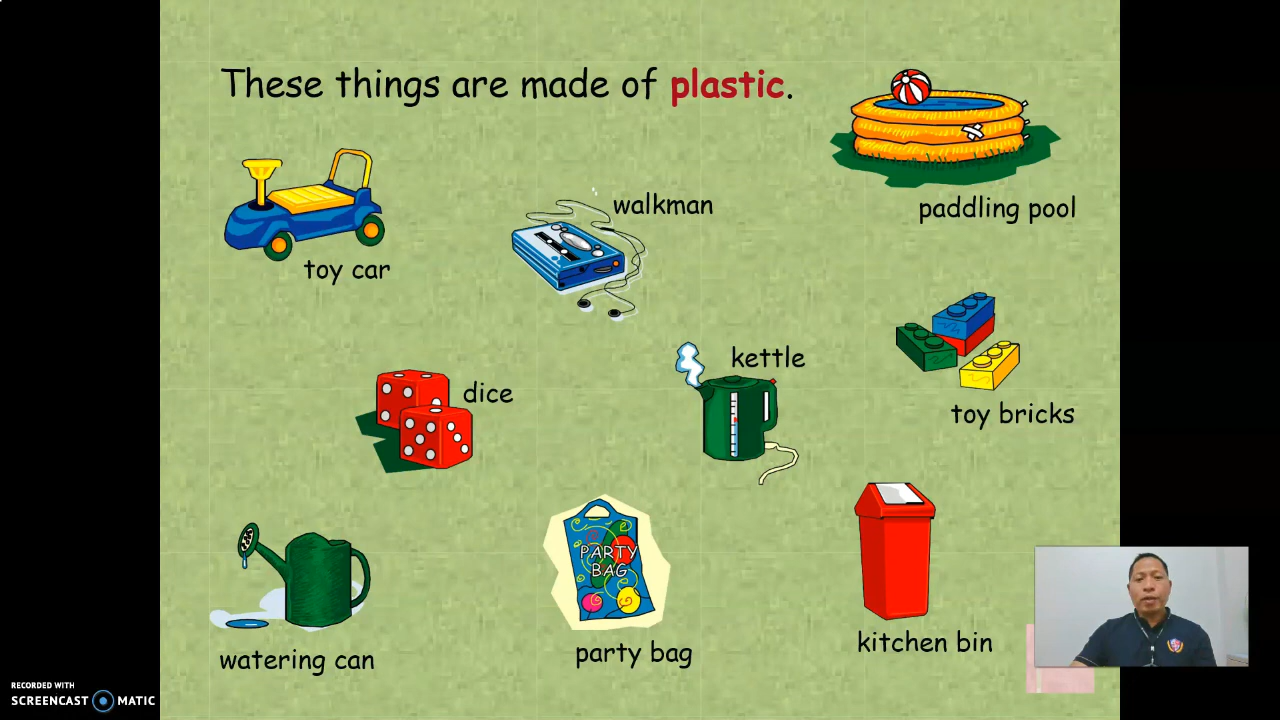 These things are made of plastic.
toy car
walkman
paddling pool
dice
kettle
toy bricks
watering can
PARTY
BAG
party bag
kitchen bin
RECORDED WITH
SCREENCAST MATIC